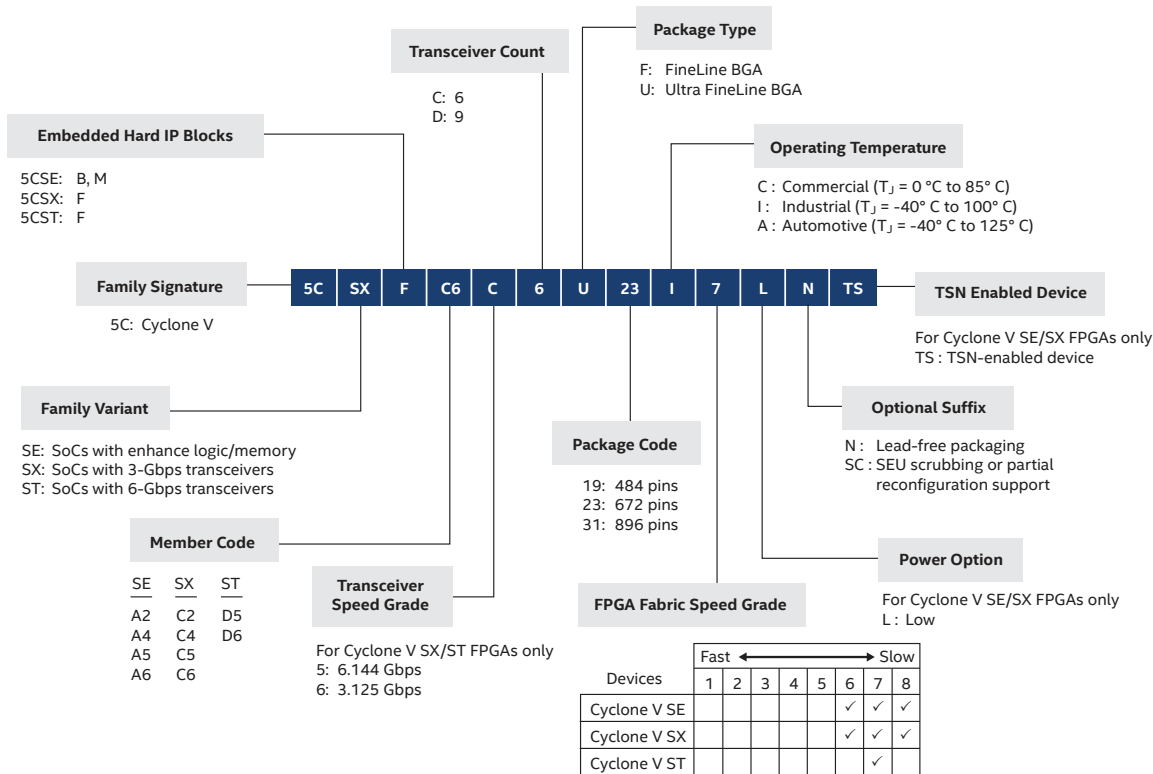 Package Type
F: FineLine BGA
U: Ultra FineLine BGA
Transceiver Count
C: 6
D: 9
Embedded Hard IP Blocks
5CSE: B, M
5CSX: F
5CST: F
Operating Temperature
C : Commercial (TJ = 0 °C to 85° C)
I : Industrial (TJ = -40° C to 100° C)
A : Automotive (TJ = -40° C to 125° C)
Family Signature
5C: Cyclone V
5C SX F C6 C 6 U 23 I 7 L N TS
TSN Enabled Device
For Cyclone V SE/SX FPGAs only
TS : TSN-enabled device
Family Variant
SE: SoCs with enhance logic/memory
SX: SoCs with 3-Gbps transceivers
ST: SoCs with 6-Gbps transceivers
Optional Suffix
N : Lead-free packaging
SC : SEU scrubbing or partial
reconfiguration support
Package Code
19: 484 pins
23: 672 pins
31: 896 pins
Member Code
SE SX ST
A2 C2 D5
A4 C4 D6
A5 C5
A6 C6
Transceiver
Speed Grade
For Cyclone V SX/ST FPGAs only
5: 6.144 Gbps
6: 3.125 Gbps
Power Option
For Cyclone V SE/SX FPGAs only
L : Low
FPGA Fabric Speed Grade
Fast Slow
Devices 1 2 3 4 5 6 7 8
Cyclone V SE ✓ ✓ ✓
Cyclone V SX ✓ ✓ ✓
Cyclone V ST ✓